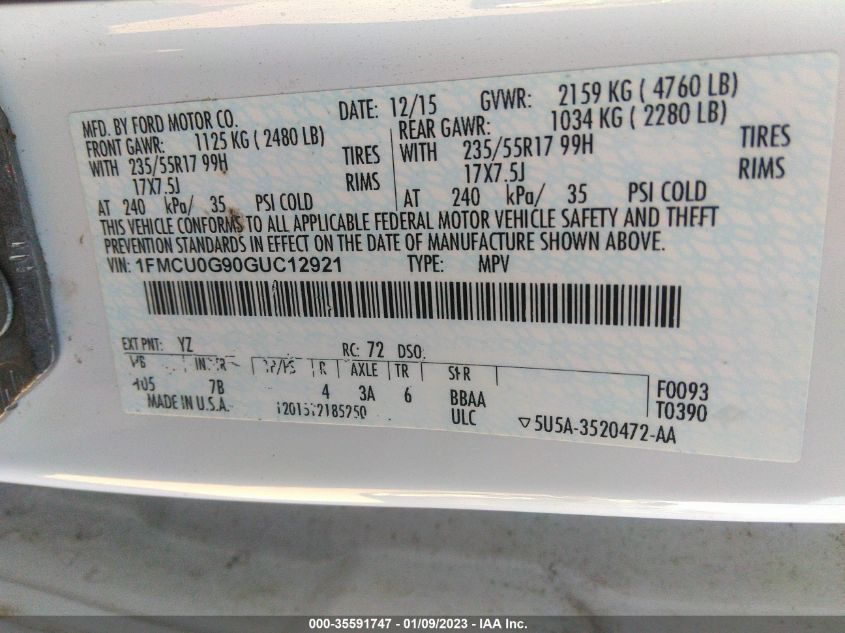 MFD. BY FORD MOTOR CO. DATE: 12/15 GVWR: 2159 KG ( 4760 LB)
FRONT GAWR: 1125 KG ( 2480 LB) REAR GAWR: 1034 KG ( 2280 LB)
WITH 235/55R17 99H TIRES WITH 235/55R17 99H TIRES
17X7.5J RIMS 17X7.5J RIMS
AT 240 kPa/ 35 PSI COLD AT 240 kPa/ 35 PSI COLD
THIS VEHICLE CONFORMS TO ALL APPLICABLE FEDERAL MOTOR VEHICLE SAFETY AND THEFT
PREVENTION STANDARDS IN EFFECT ON THE DATE OF MANUFACTURE SHOWN ABOVE.
VIN: 1FMCU0G90GUC12921 TYPE: MPV
EXT PNT: YZ RC: 72 DSO:
R AXLE TR
7B 4 3A 6 BBAA F0093
MADE IN U.S.A. ULC ▽5U5A-3520472-AA T0390
000-35591747 - 01/09/2023 - IAA Inc.